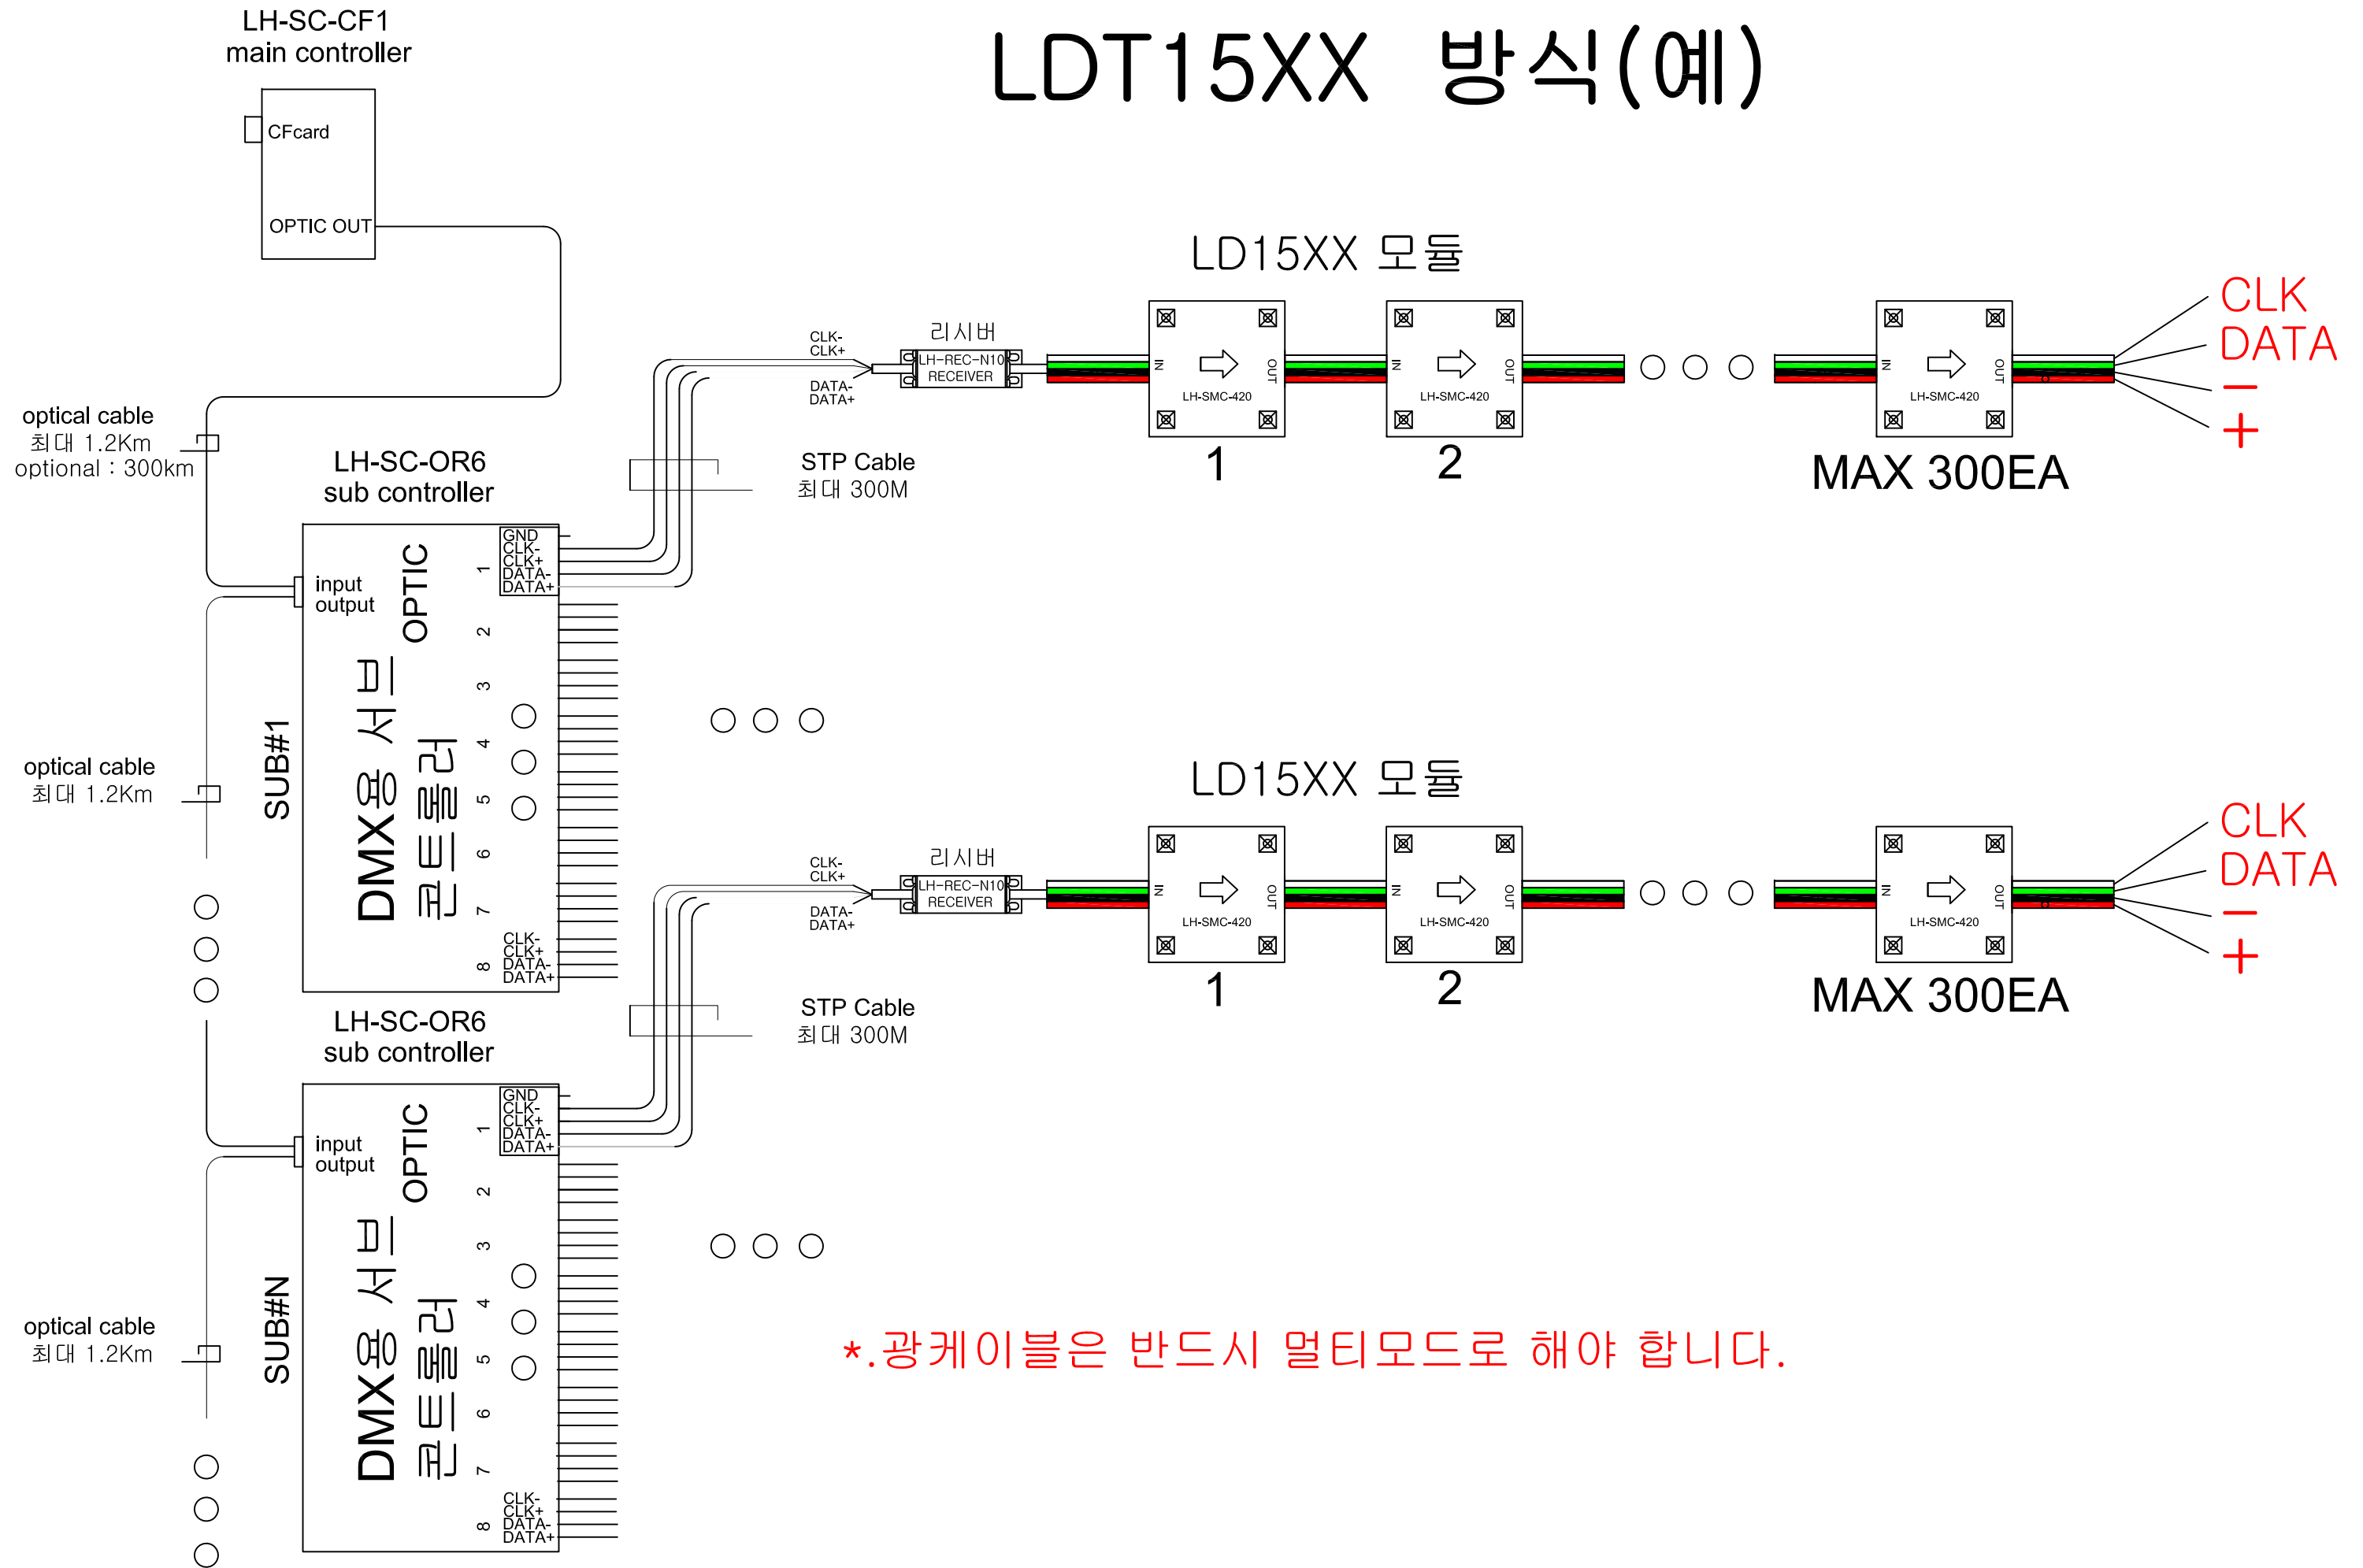 LH-SC-CF1
main controller
LDT15XX 방식(예)
CFcard
OPTIC OUT
optical cable
최대 1.2Km
optional : 300km
LH-SC-OR6
sub controller
input
output
SUB#1
DMX용 서브
콘트롤러
OPTIC
1
GND
CLK-
CLK+
DATA-
DATA+
2
3
4
5
6
7
8
CLK-
CLK+
DATA-
DATA+
STP Cable
최대 300M
CLK-
CLK+
DATA-
DATA+
리시버
LH-REC-N10
RECEIVER
LD15XX 모듈
IN
OUT
LH-SMC-420
1
IN
OUT
LH-SMC-420
2
IN
OUT
LH-SMC-420
MAX 300EA
CLK
DATA
−
+
optical cable
최대 1.2Km
LH-SC-OR6
sub controller
input
output
SUB#N
DMX용 서브
콘트롤러
OPTIC
1
GND
CLK-
CLK+
DATA-
DATA+
2
3
4
5
6
7
8
CLK-
CLK+
DATA-
DATA+
STP Cable
최대 300M
CLK-
CLK+
DATA-
DATA+
리시버
LH-REC-N10
RECEIVER
LD15XX 모듈
IN
OUT
LH-SMC-420
1
IN
OUT
LH-SMC-420
2
IN
OUT
LH-SMC-420
MAX 300EA
CLK
DATA
−
+
optical cable
최대 1.2Km
*.광케이블은 반드시 멀티모드로 해야 합니다.